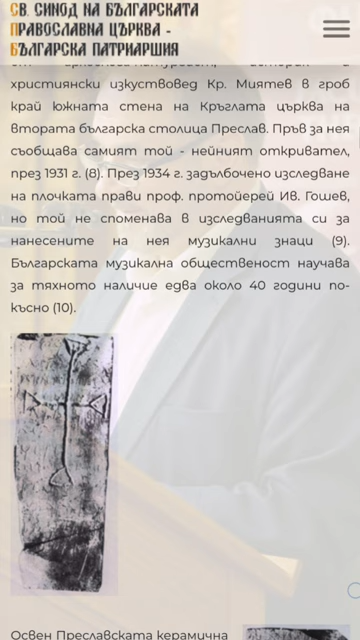 СВ. СИНОД НА БЪЛГАРСКАТА
ПРАВОСЛАВНА ЦЪРКВА -
БЪЛГАРСКА ПАТРИАРШИЯ
християнски изкуствовед Кр. Миятев в гроб
край южната стена на Кръглата църква на
втората българска столица Преслав. Пръв за нея
съобщава самият той - нейният откривател,
през 1931 г. (8). През 1934 г. задълбочено изследване
на плочката прави проф. протойерей Ив. Гошев,
но той не споменава в изследванията си за
нанесените на нея музикални знаци (9).
Българската музикална общественост научава
за тяхното наличие едва около 40 години по-
късно (10).
Освен Преславската керамична